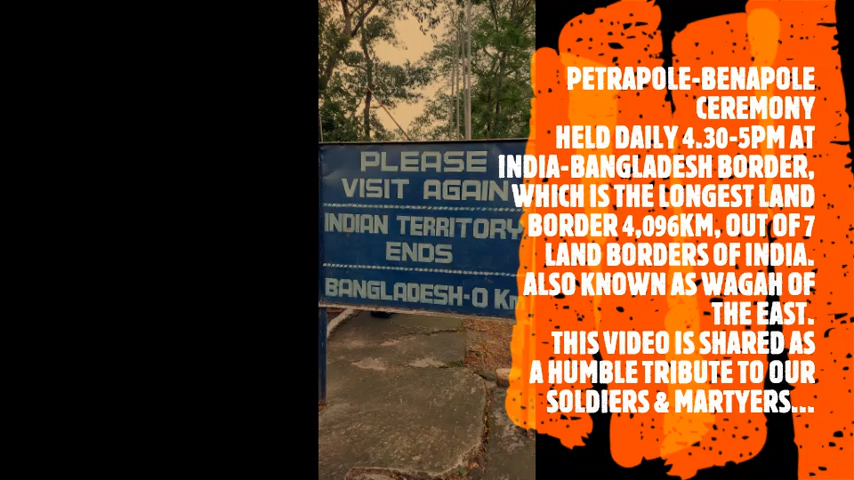 PLEASE
VISIT AGAIN
INDIAN TERRITORY
ENDS
BANGLADESH-0 Km
PETRAPOLE-BENAPOLE
CEREMONY
HELD DAILY 4.30-5PM AT
INDIA-BANGLADESH BORDER,
WHICH IS THE LONGEST LAND
BORDER 4,096KM, OUT OF 7
LAND BORDERS OF INDIA.
ALSO KNOWN AS WAGAH OF
THE EAST.
THIS VIDEO IS SHARED AS
A HUMBLE TRIBUTE TO OUR
SOLDIERS & MARTYERS...